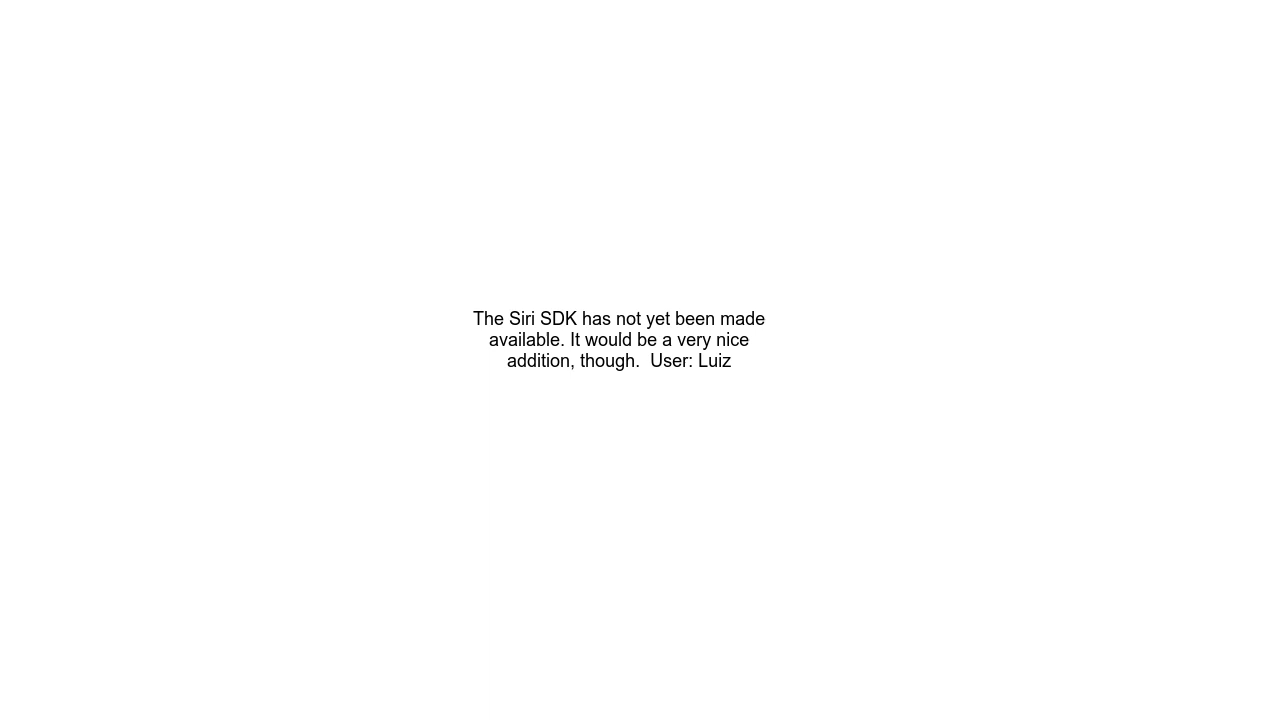 The Siri SDK has not yet been made
available. It would be a very nice
addition, though.  User: Luiz